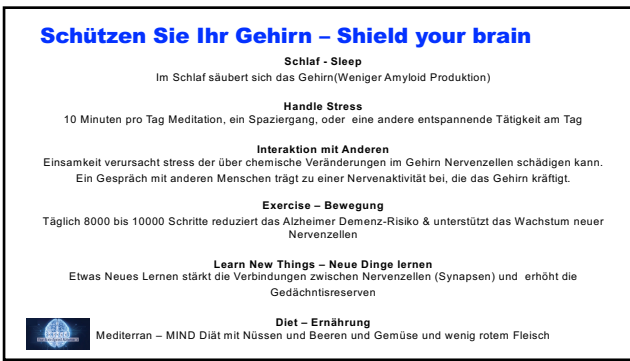 Schützen Sie Ihr Gehirn – Shield your brain
Schlaf - Sleep
Im Schlaf säubert sich das Gehirn(Weniger Amyloid Produktion)
Handle Stress
10 Minuten pro Tag Meditation, ein Spaziergang, oder eine andere entspannende Tätigkeit am Tag
Interaktion mit Anderen
Einsamkeit verursacht stress der über chemische Veränderungen im Gehirn Nervenzellen schädigen kann.
Ein Gespräch mit anderen Menschen trägt zu einer Nervenaktivität bei, die das Gehirn kräftigt.
Exercise – Bewegung
Täglich 8000 bis 10000 Schritte reduziert das Alzheimer Demenz-Risiko & unterstützt das Wachstum neuer
Nervenzellen
Learn New Things – Neue Dinge lernen
Etwas Neues Lernen stärkt die Verbindungen zwischen Nervenzellen (Synapsen) und erhöht die
Gedächtnisreserven
Diet – Ernährung
Mediterran – MIND Diät mit Nüssen und Beeren und Gemüse und wenig rotem Fleisch